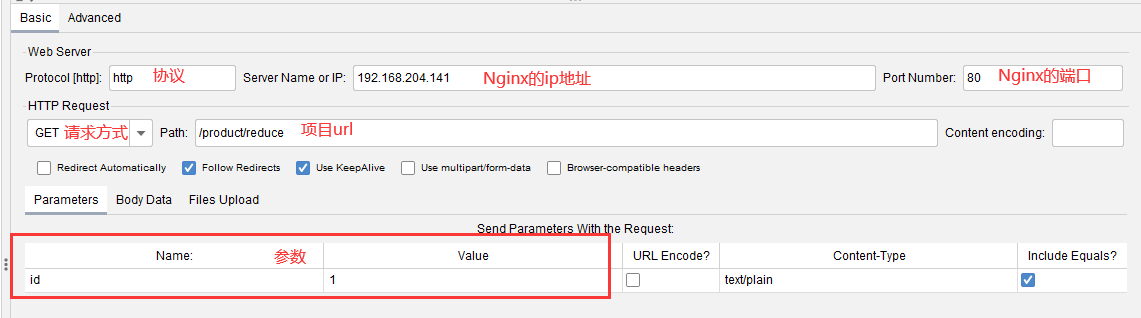 Basic Advanced
Web Server
Protocol [http]: http 协议 Server Name or IP: 192.168.204.141 Nginx的ip地址 Port Number: 80 Nginx的端口
HTTP Request
GET 请求方式 Path: /product/reduce 项目url Content encoding:
Redirect Automatically Follow Redirects Use KeepAlive Use multipart/form-data Browser-compatible headers
Parameters Body Data Files Upload
Send Parameters With the Request:
Name: 参数 Value URL Encode? Content-Type Include Equals?
id 1 text/plain